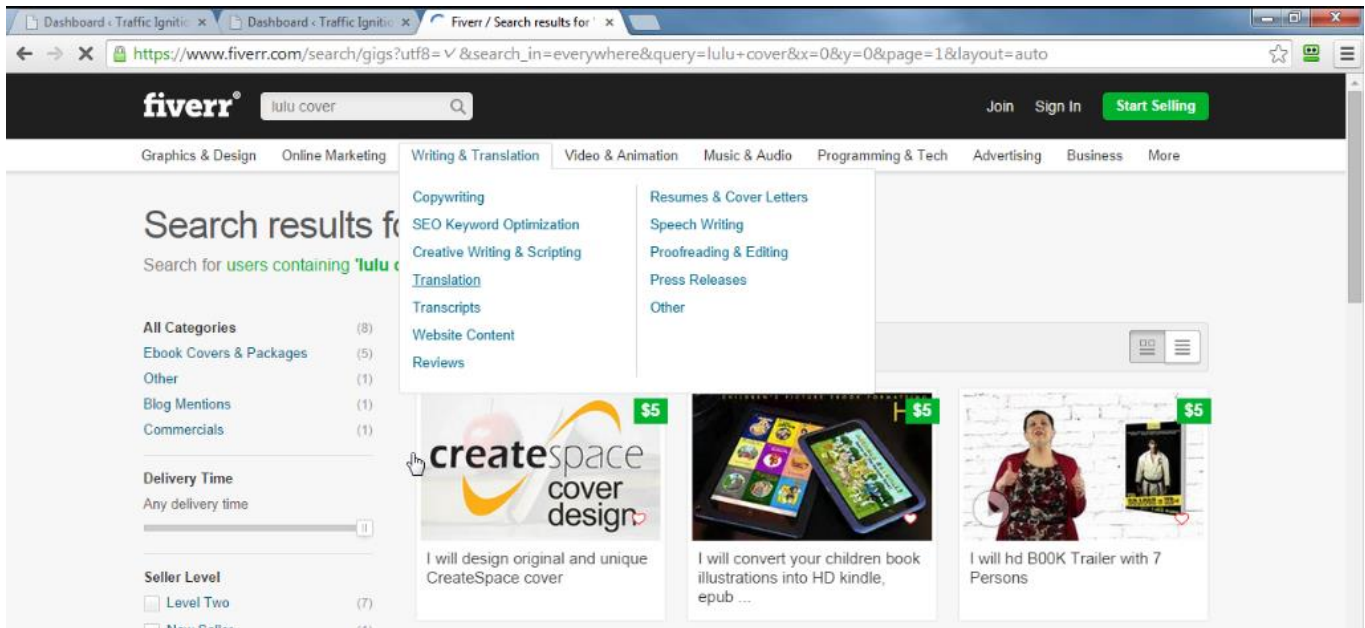 Dashboard ‹ Traffic Ignitio
Dashboard ‹ Traffic Ignitio
Fiverr / Search results for '
https://www.fiverr.com/search/gigs?utf8=✓&search_in=everywhere&query=lulu+cover&x=0&y=0&page=1&layout=auto
fiverr®
lulu cover
Join Sign In Start Selling
Graphics & Design Online Marketing Writing & Translation Video & Animation Music & Audio Programming & Tech Advertising Business More
Copywriting
SEO Keyword Optimization
Creative Writing & Scripting
Translation
Transcripts
Website Content
Reviews
Resumes & Cover Letters
Speech Writing
Proofreading & Editing
Press Releases
Other
Search results fo
Search for users containing 'lulu c
All Categories (8)
Ebook Covers & Packages (5)
Other (1)
Blog Mentions (1)
Commercials (1)
Delivery Time
Any delivery time
Seller Level
Level Two (7)
$5
createspace
cover
design
I will design original and unique
CreateSpace cover
CHILDREN'S PICTURE EBOOK FORMATTING
H
$5
I will convert your children book
illustrations into HD kindle,
epub ...
$5
I will hd B00K Trailer with 7
Persons